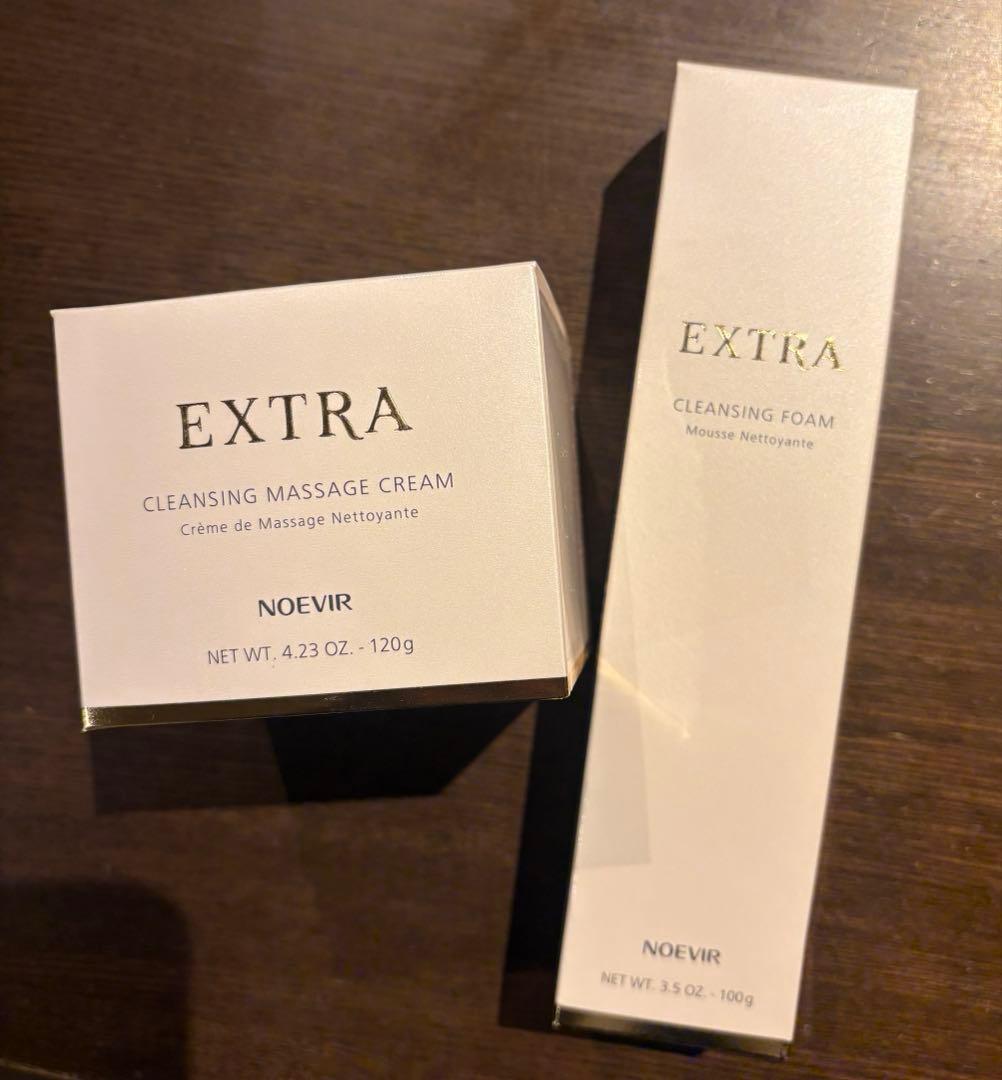 EXTRA
CLEANSING MASSAGE CREAM
Crème de Massage Nettoyante
NOEVIR
NET WT. 4.23 OZ. - 120g
EXTRA
CLEANSING FOAM
Mousse Nettoyante
NOEVIR
NET WT. 3.5 OZ. - 100g